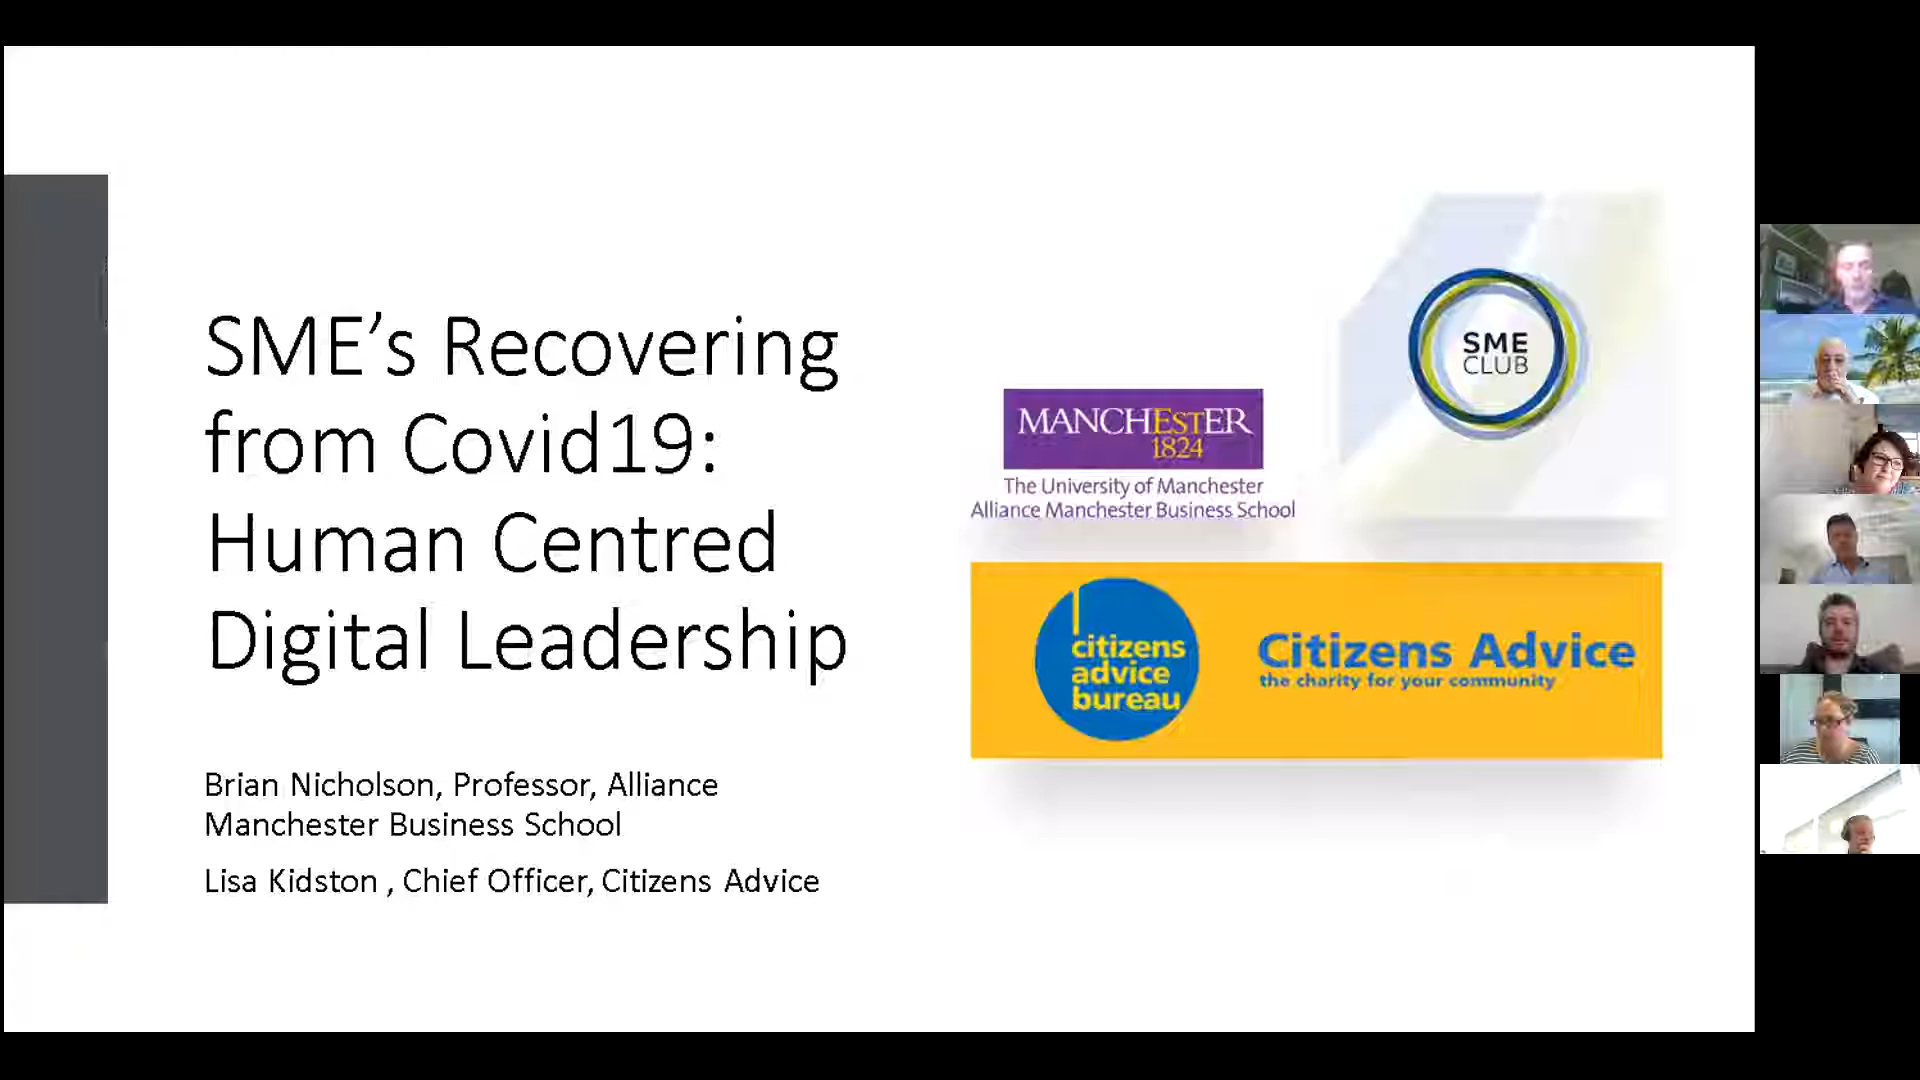 SME’s Recovering
from Covid19:
Human Centred
Digital Leadership
Brian Nicholson, Professor, Alliance
Manchester Business School
Lisa Kidston , Chief Officer, Citizens Advice
SME
CLUB
MANCHESTER
1824
The University of Manchester
Alliance Manchester Business School
citizens
advice
bureau
Citizens Advice
the charity for your community